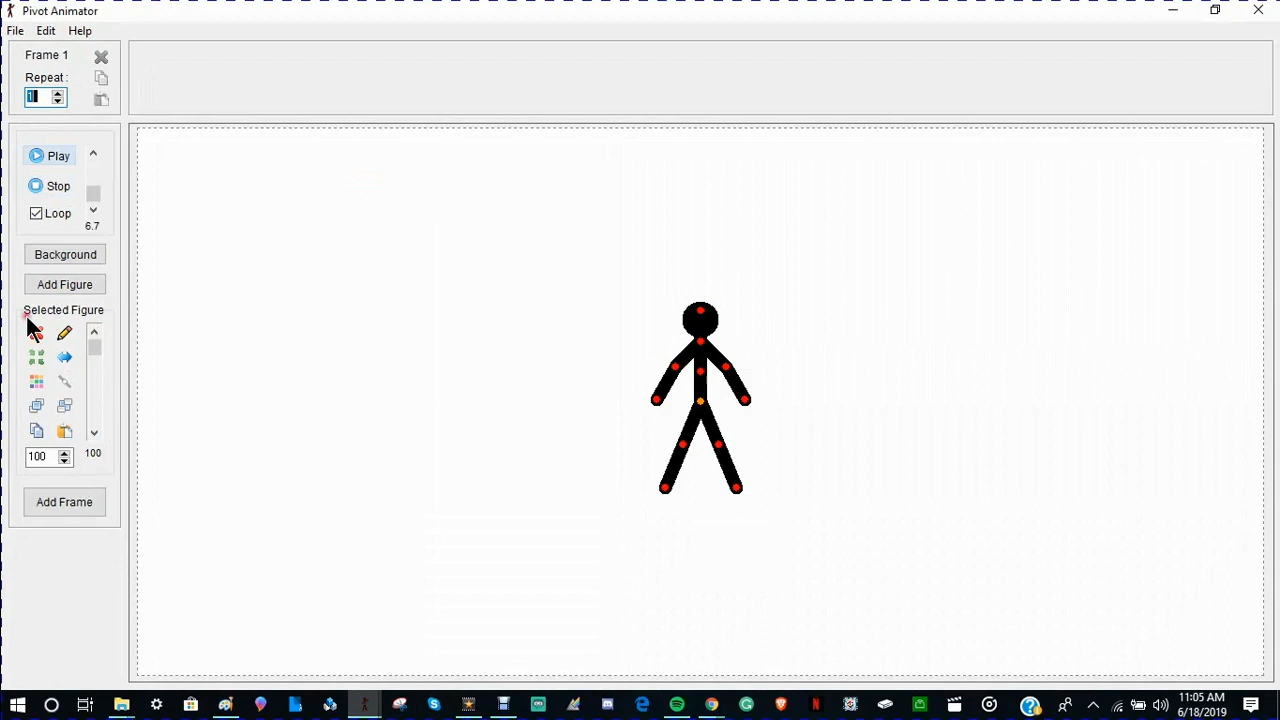 Pivot Animator
File Edit Help
Frame 1
Repeat:
1
Play
Stop
Loop
6.7
Background
Add Figure
Selected Figure
100
100
Add Frame
11:05 AM
6/18/2019